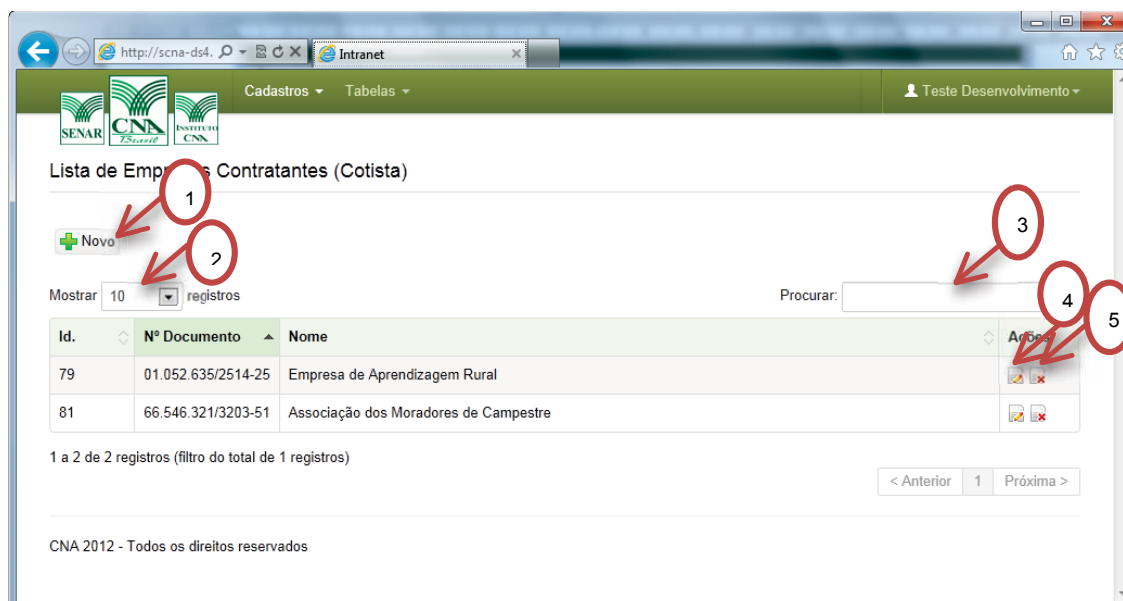 http://scna-ds4.
Intranet
Cadastros Tabelas Teste Desenvolvimento
SENAR CNA Brasil INSTITUTO CNA
Lista de Contratantes (Cotista)
1
Novo
2
3
Mostrar 10 registros Procurar:
4
5
Id. Nº Documento Nome Ações
79 01.052.635/2514-25 Empresa de Aprendizagem Rural
81 66.546.321/3203-51 Associação dos Moradores de Campestre
1 a 2 de 2 registros (filtro do total de 1 registros)
< Anterior 1 Próxima >
CNA 2012 - Todos os direitos reservados